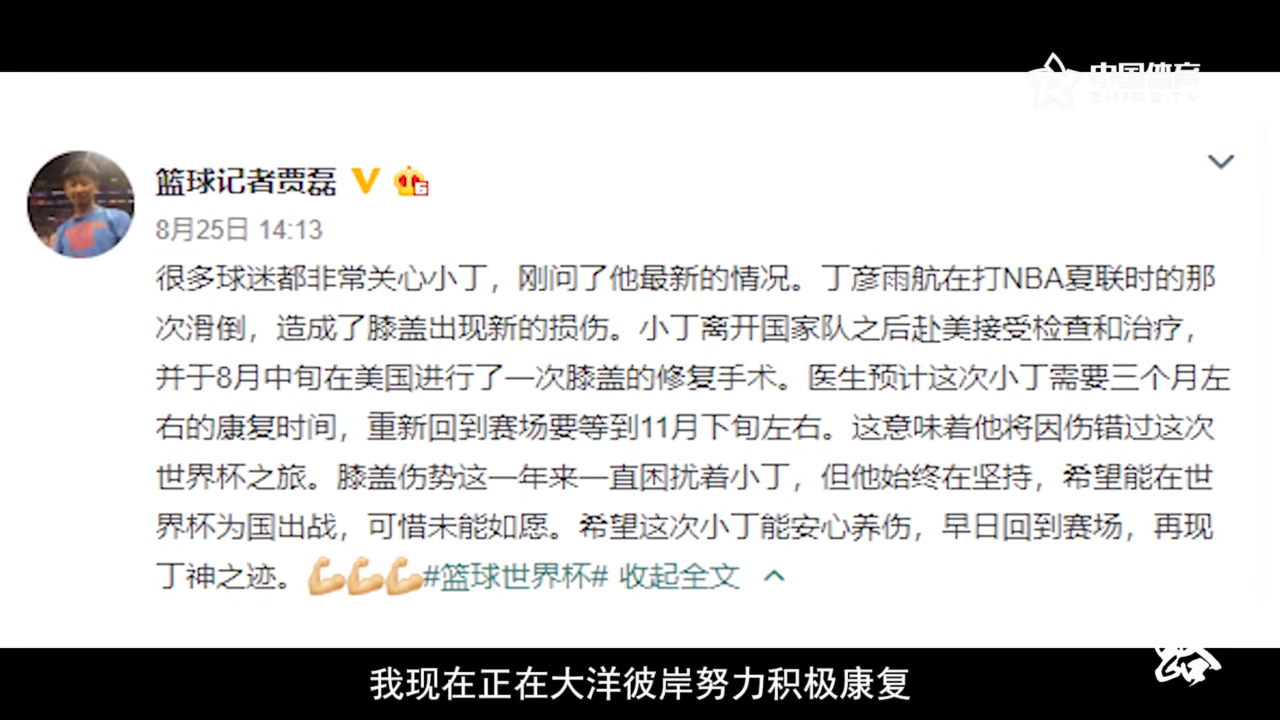 中国体育
ZHIBO.TV
篮球记者贾磊
8月25日 14:13
很多球迷都非常关心小丁，刚问了他最新的情况。丁彦雨航在打NBA夏联时的那
次滑倒，造成了膝盖出现新的损伤。小丁离开国家队之后赴美接受检查和治疗，
并于8月中旬在美国进行了一次膝盖的修复手术。医生预计这次小丁需要三个月左
右的康复时间，重新回到赛场要等到11月下旬左右。这意味着他将因伤错过这次
世界杯之旅。膝盖伤势这一年来一直困扰着小丁，但他始终在坚持，希望能在世
界杯为国出战，可惜未能如愿。希望这次小丁能安心养伤，早日回到赛场，再现
丁神之迹。💪💪💪#篮球世界杯# 收起全文
我现在正在大洋彼岸努力积极康复